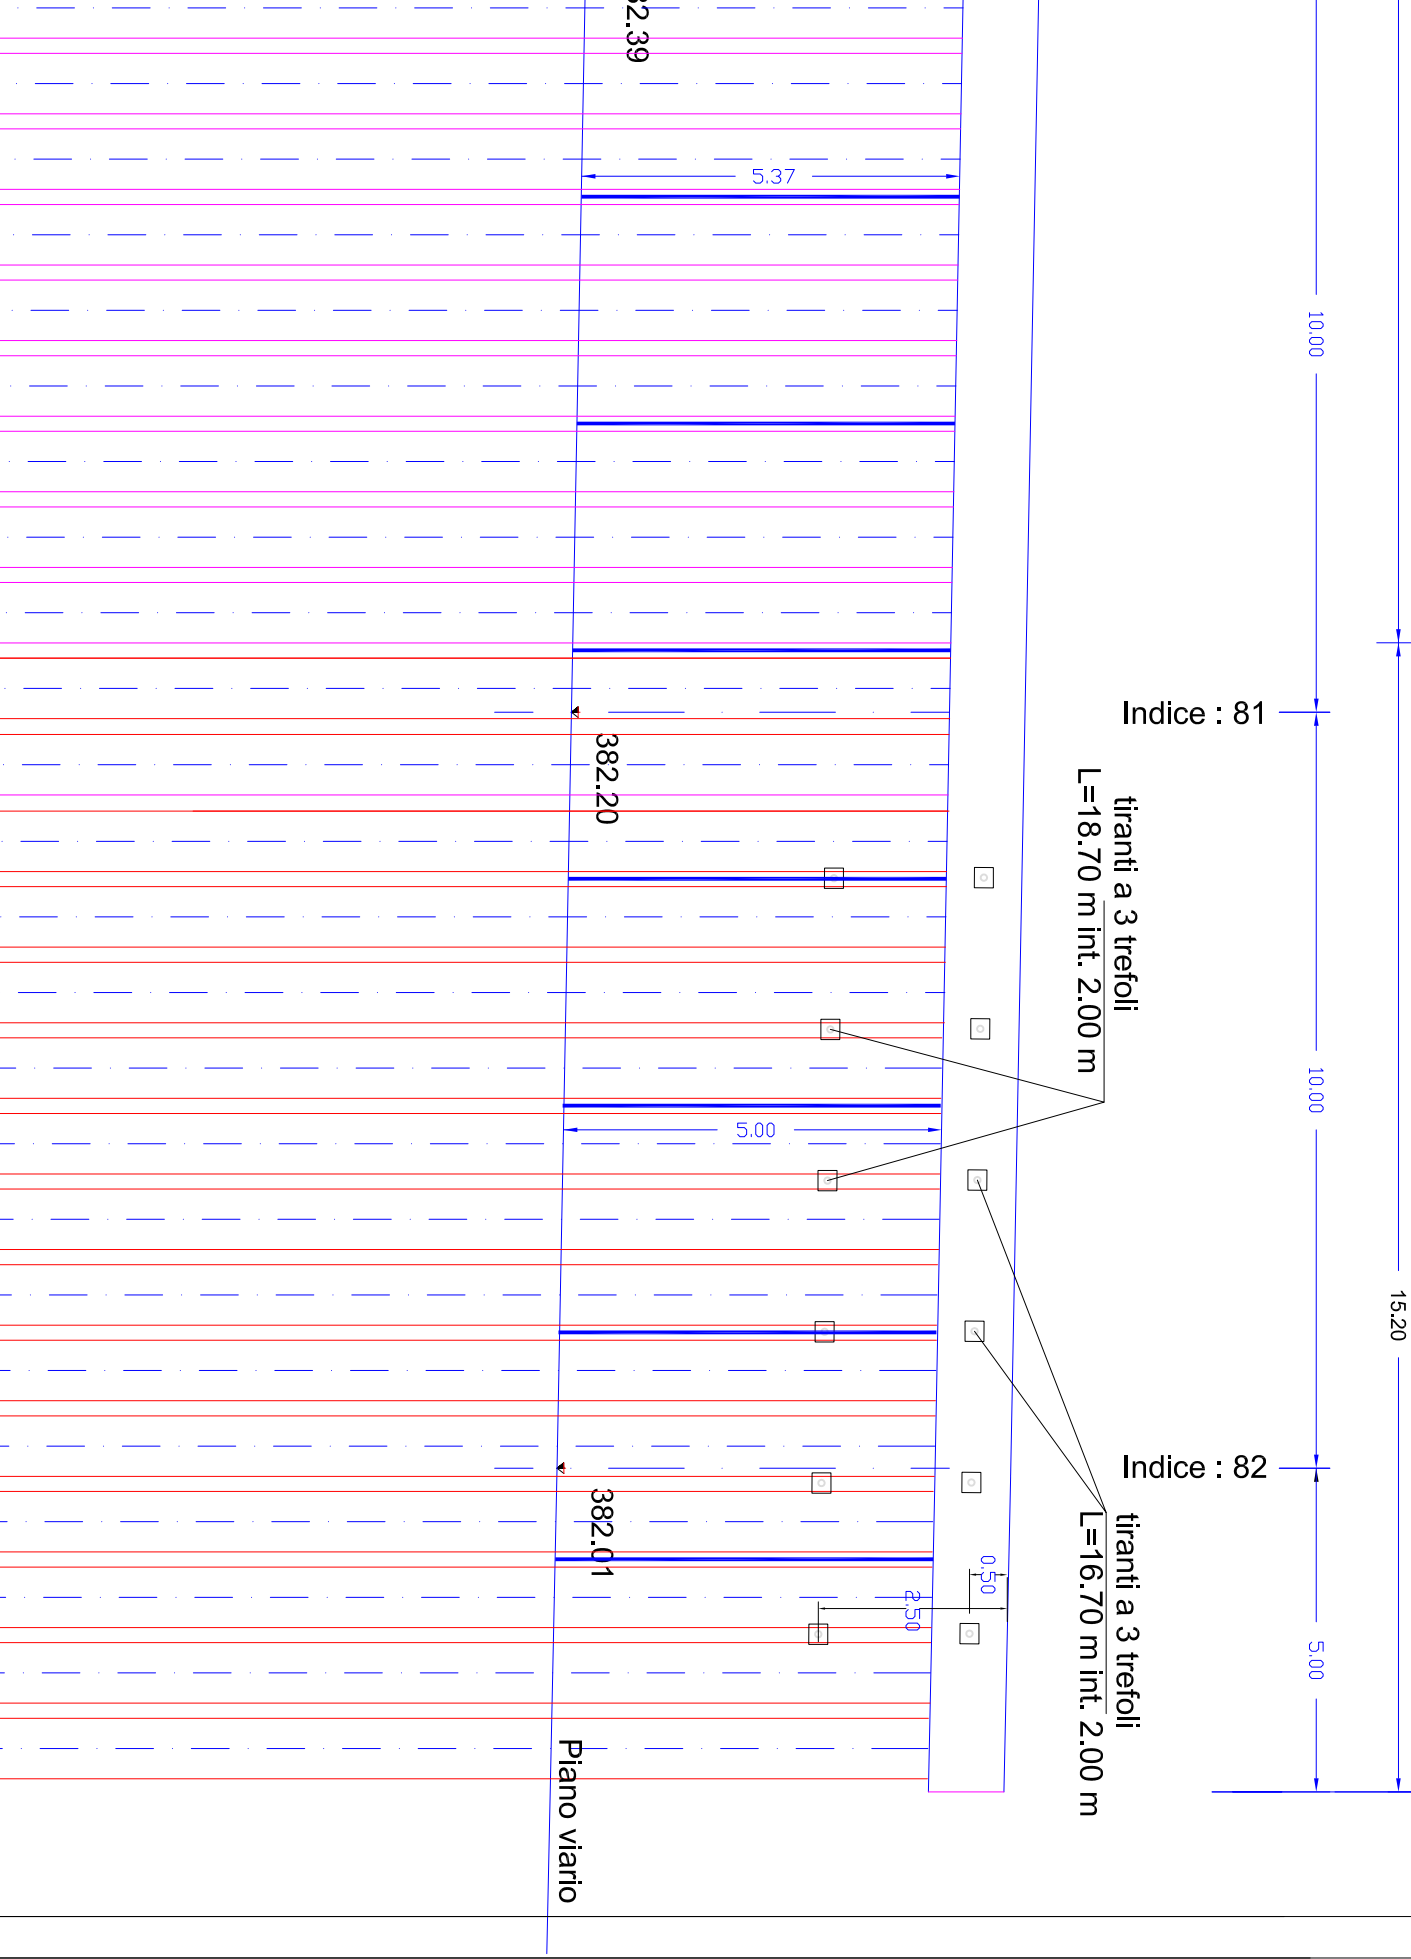 10.00
10.00
5.00
15.20
Indice : 81
Indice : 82
tiranti a 3 trefoli
L=18.70 m int. 2.00 m
tiranti a 3 trefoli
L=16.70 m int. 2.00 m
5.37
5.00
0.50
2.50
382.20
382.01
Piano viario